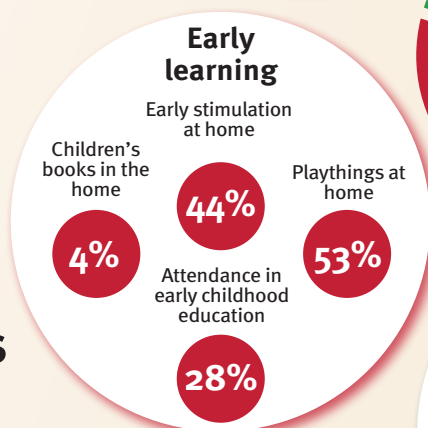 Early
learning
Early stimulation
at home
44%
Children's
books in the
home
4%
Playthings at
home
53%
Attendance in
early childhood
education
28%
s